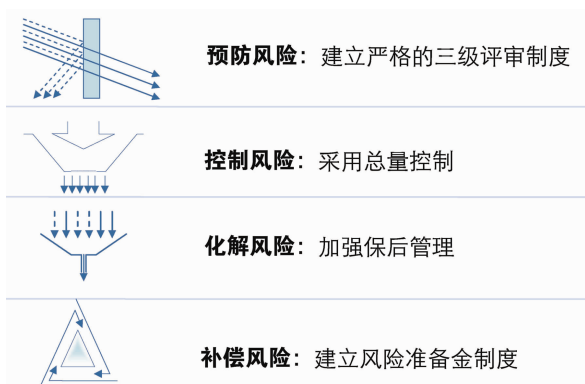 预防风险：建立严格的三级评审制度
控制风险：采用总量控制
化解风险：加强保后管理
补偿风险：建立风险准备金制度